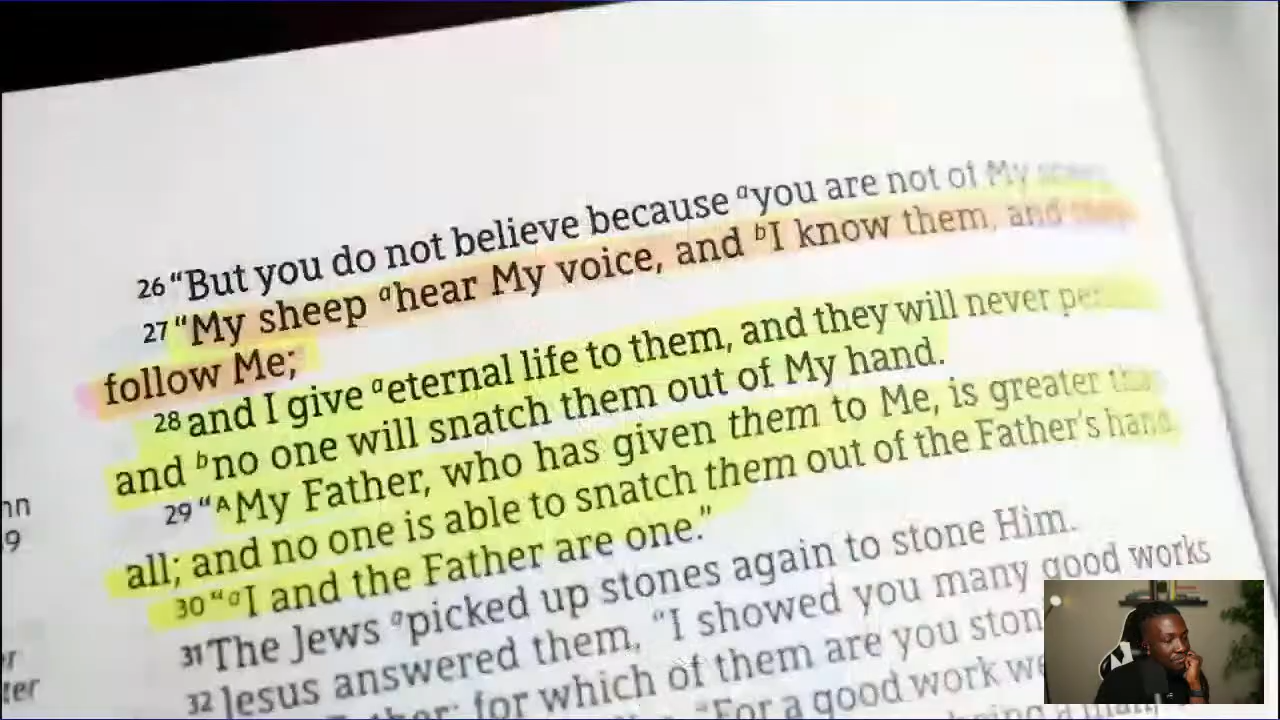 26 “But you do not believe because ᵃyou are not of My
27 “My sheep ᵃhear My voice, and ᵇI know them, and
follow Me;
28 and I give ᵃeternal life to them, and they will never
and ᵇno one will snatch them out of My hand.
29 “ᴬMy Father, who has given them to Me, is greater
all; and no one is able to snatch them out of the Father’s hand.
30 “ᵃI and the Father are one.”
31 The Jews ᵃpicked up stones again to stone Him.
32 Jesus answered them, “I showed you many good works
for which of them are you
“For a good work
9